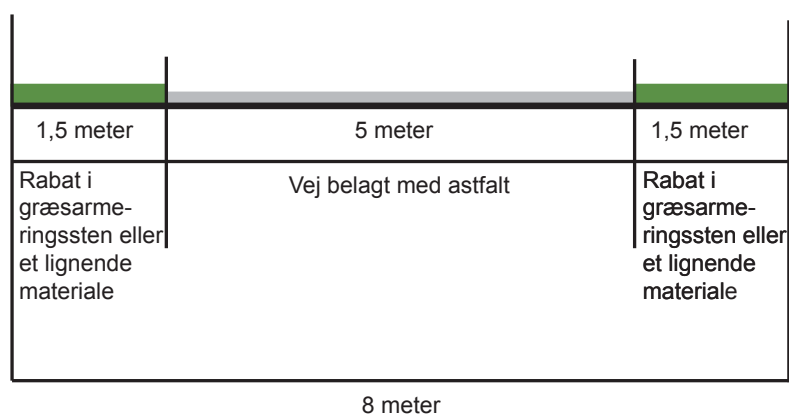 1,5 meter
5 meter
1,5 meter
Rabat i
græsarme-
ringssten eller
et lignende
materiale
Vej belagt med astfalt
Rabat i
græsarme-
ringssten eller
et lignende
materiale
8 meter